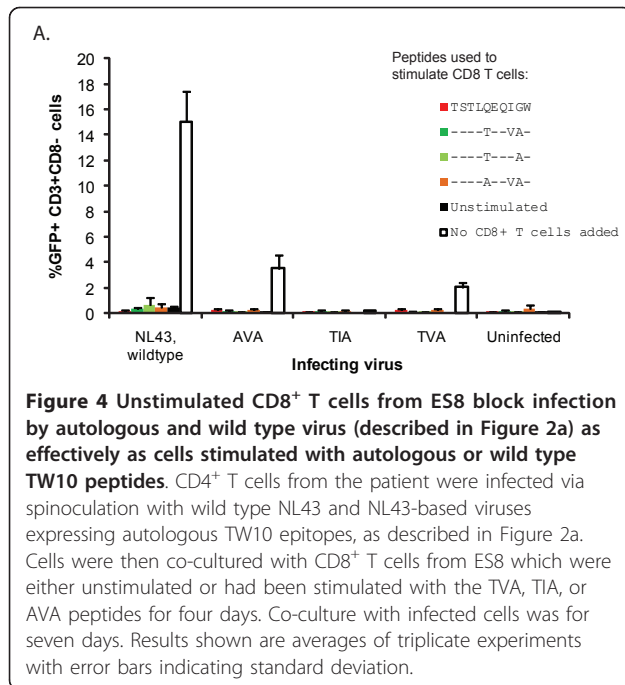 A.
20
18
16
14
12
10
8
6
4
2
0
%GFP+ CD3+CD8- cells
Peptides used to
stimulate CD8 T cells:
TSTLQEQIGW
----T--VA-
----T---A-
----A--VA-
Unstimulated
No CD8+ T cells added
NL43, wildtype
AVA
TIA
TVA
Uninfected
Infecting virus
Figure 4 Unstimulated CD8+ T cells from ES8 block infection
by autologous and wild type virus (described in Figure 2a) as
effectively as cells stimulated with autologous or wild type
TW10 peptides. CD4+ T cells from the patient were infected via
spinoculation with wild type NL43 and NL43-based viruses
expressing autologous TW10 epitopes, as described in Figure 2a.
Cells were then co-cultured with CD8+ T cells from ES8 which were
either unstimulated or had been stimulated with the TVA, TIA, or
AVA peptides for four days. Co-culture with infected cells was for
seven days. Results shown are averages of triplicate experiments
with error bars indicating standard deviation.